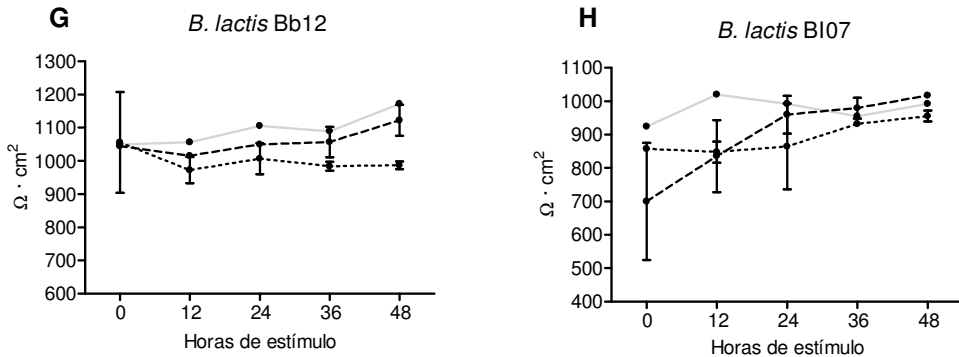 G
B. lactis Bb12
1300
1200
1100
1000
900
800
700
600
Ω · cm²
0 12 24 36 48
Horas de estímulo
H
B. lactis Bl07
1100
1000
900
800
700
600
500
400
Ω · cm²
0 12 24 36 48
Horas de estímulo